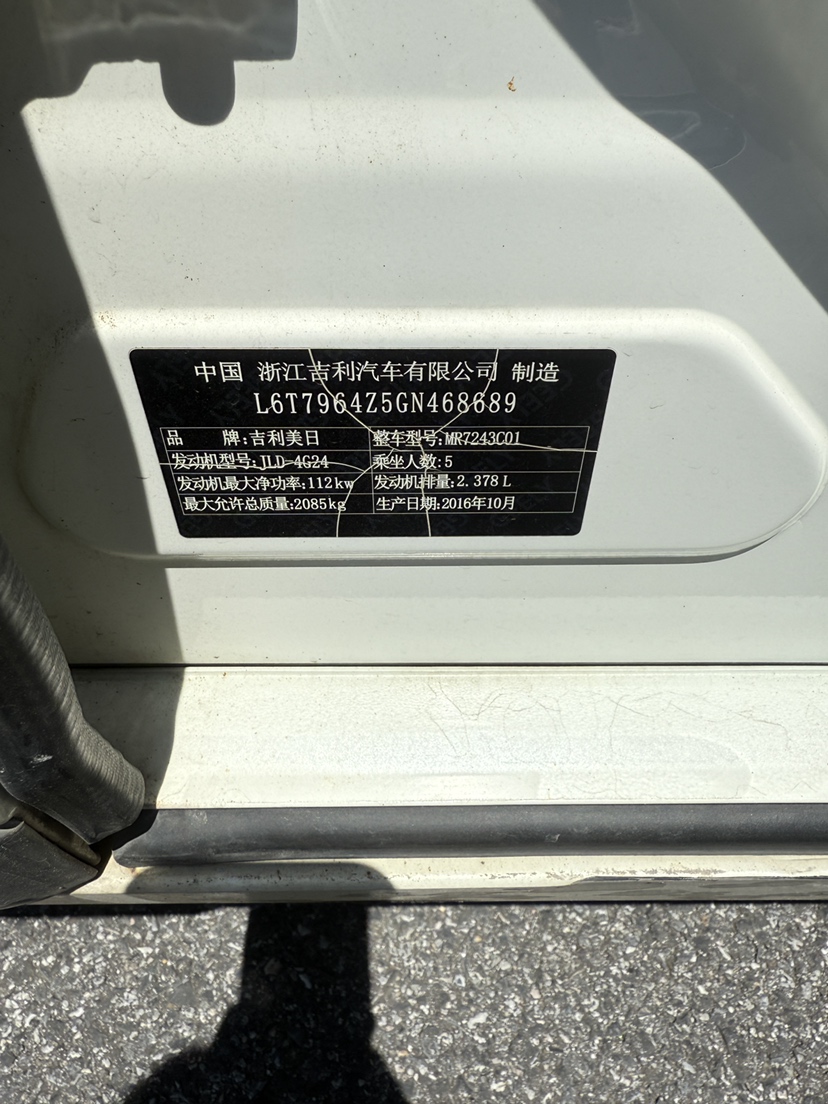 中国 浙江吉利汽车有限公司 制造
L6T7964Z5GN468689
品 牌:吉利美日 整车型号:MR7243C01
发动机型号:JLD-4G24 乘坐人数:5
发动机最大净功率:112kw 发动机排量:2.378L
最大允许总质量:2085kg 生产日期:2016年10月